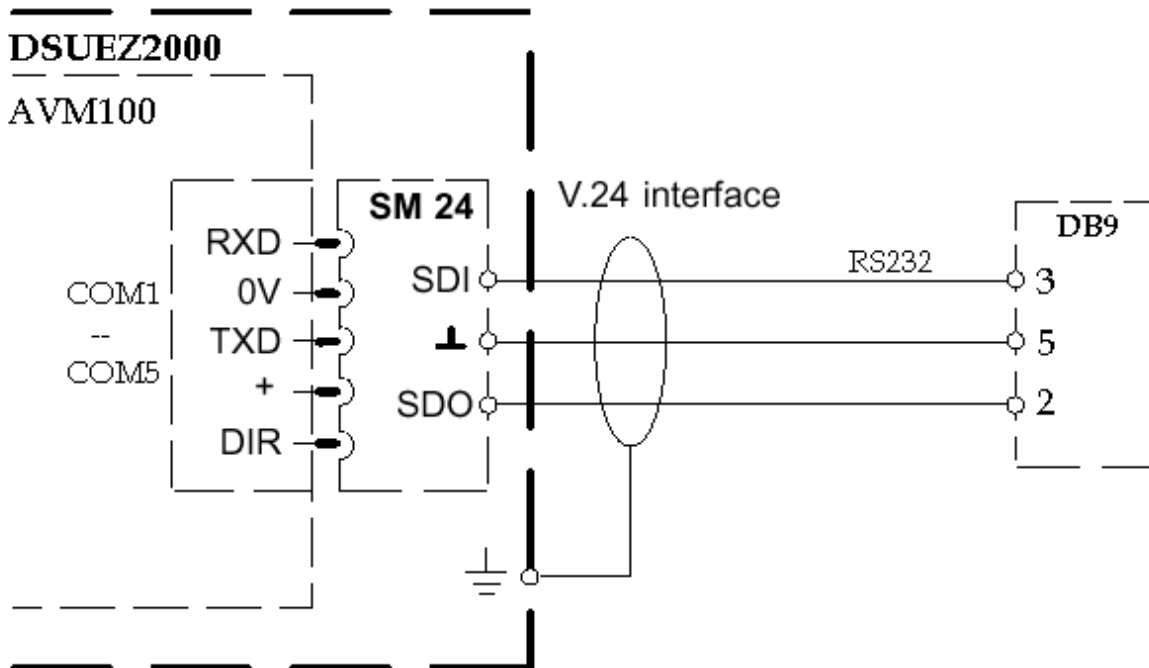 DSUEZ2000
AVM100
SM 24
V.24 interface
DB9
RXD
RS232
COM1
0V
SDI
3
--
TXD
5
COM5
+
SDO
2
DIR